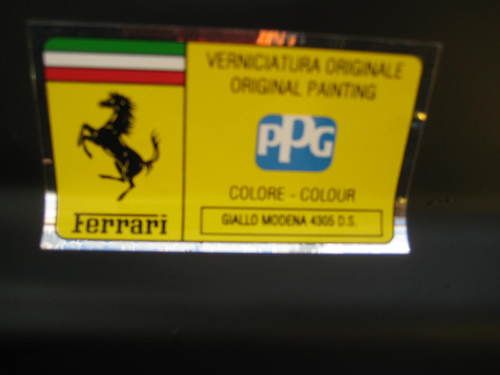 Ferrari
VERNICIATURA ORIGINALE
ORIGINAL PAINTING
PPG
COLORE - COLOUR
GIALLO MODENA 4305 D.S.